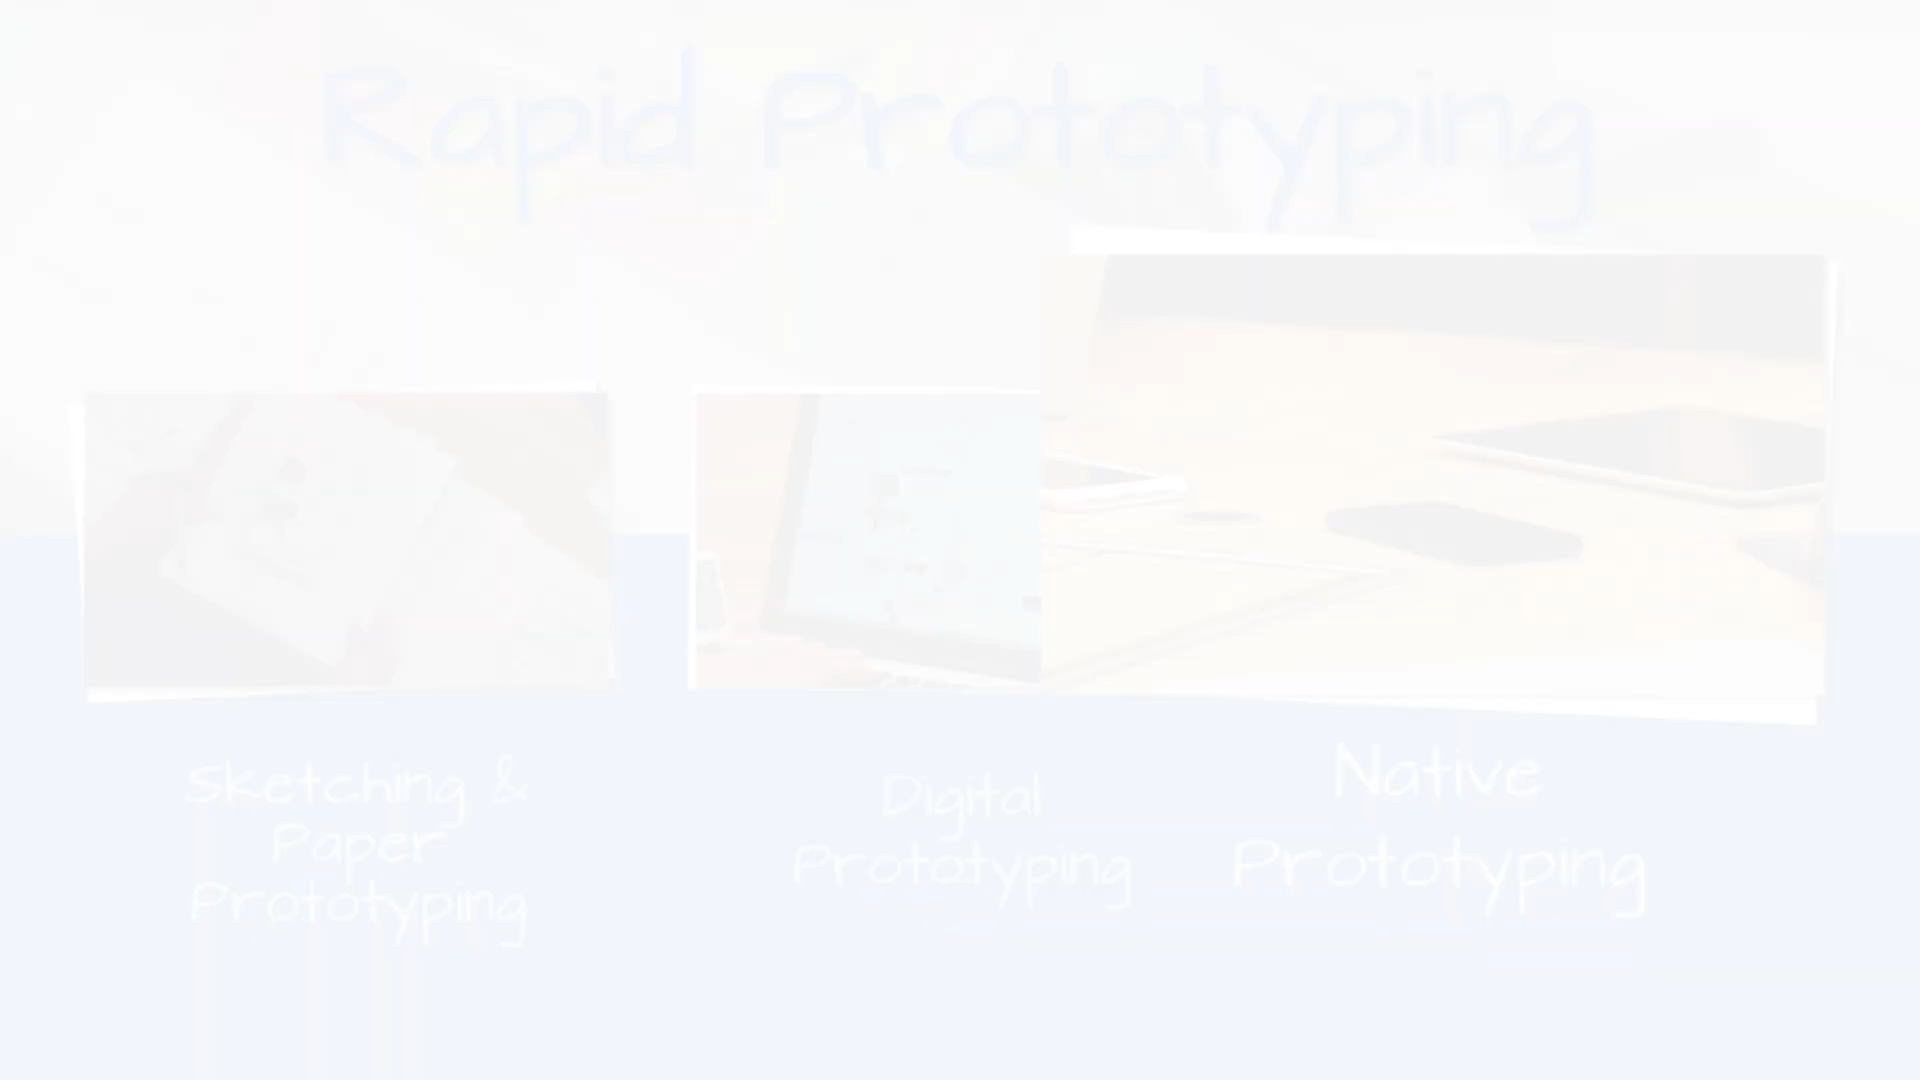 Rapid Prototyping
Sketching &
Paper
Prototyping
Digital
Prototyping
Native
Prototyping